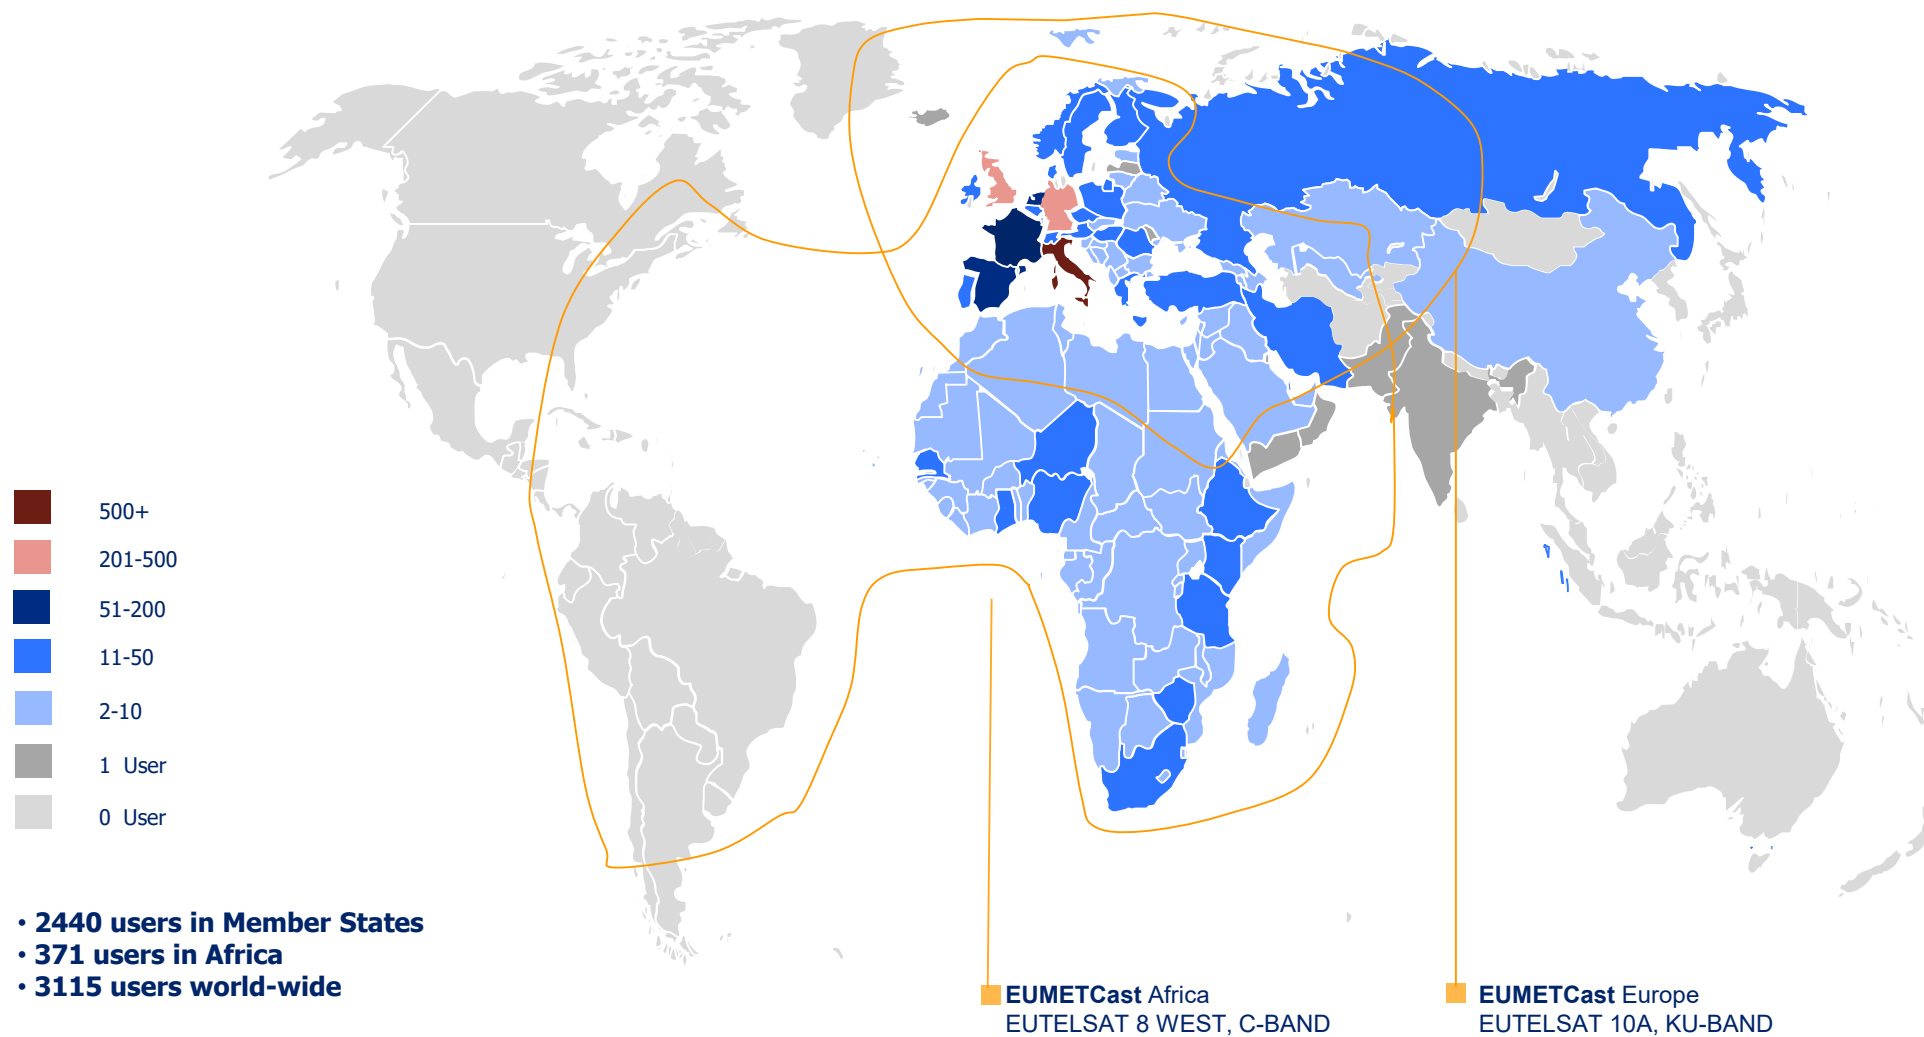 500+
201-500
51-200
11-50
2-10
1 User
0 User
• 2440 users in Member States
• 371 users in Africa
• 3115 users world-wide
EUMETCast Africa
EUTELSAT 8 WEST, C-BAND
EUMETCast Europe
EUTELSAT 10A, KU-BAND